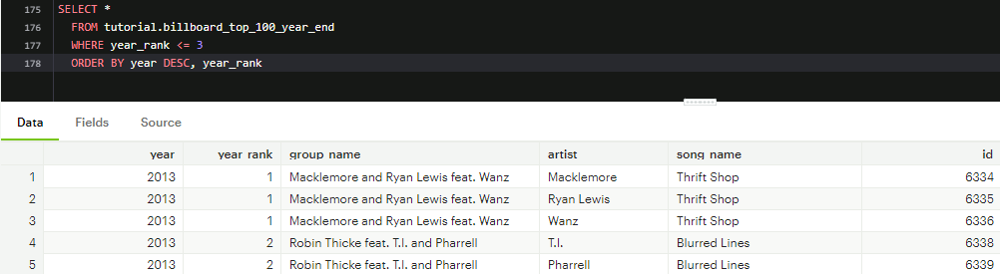 175 SELECT *
176 FROM tutorial.billboard_top_100_year_end
177 WHERE year_rank <= 3
178 ORDER BY year DESC, year_rank
Data Fields Source
year year rank group name artist song name id
1 2013 1 Macklemore and Ryan Lewis feat. Wanz Macklemore Thrift Shop 6334
2 2013 1 Macklemore and Ryan Lewis feat. Wanz Ryan Lewis Thrift Shop 6335
3 2013 1 Macklemore and Ryan Lewis feat. Wanz Wanz Thrift Shop 6336
4 2013 2 Robin Thicke feat. T.I. and Pharrell T.I. Blurred Lines 6338
5 2013 2 Robin Thicke feat. T.I. and Pharrell Pharrell Blurred Lines 6339